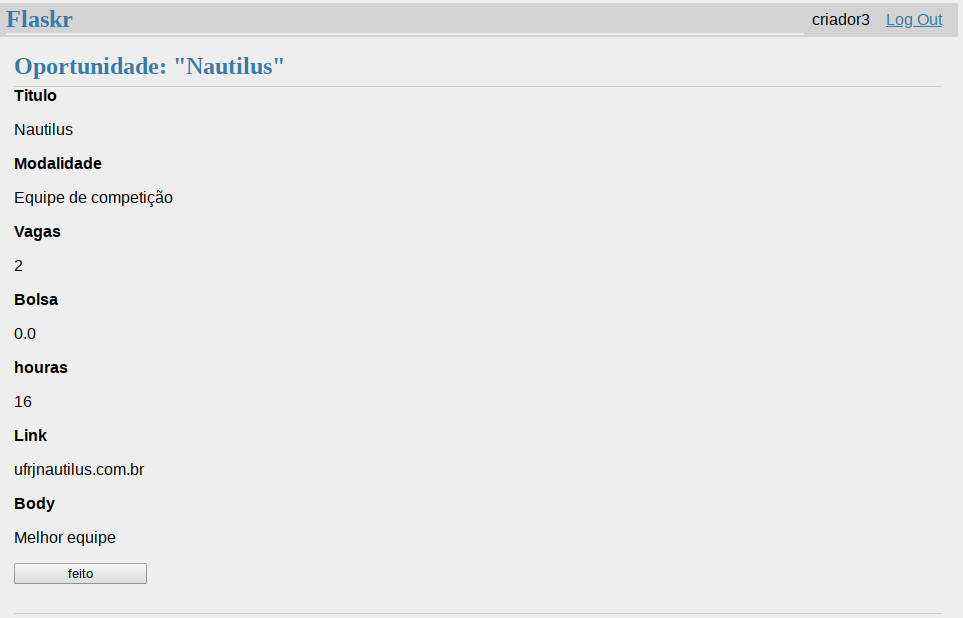 Flaskr
criador3 Log Out
Oportunidade: "Nautilus"
Titulo
Nautilus
Modalidade
Equipe de competição
Vagas
2
Bolsa
0.0
houras
16
Link
ufrjnautilus.com.br
Body
Melhor equipe
feito